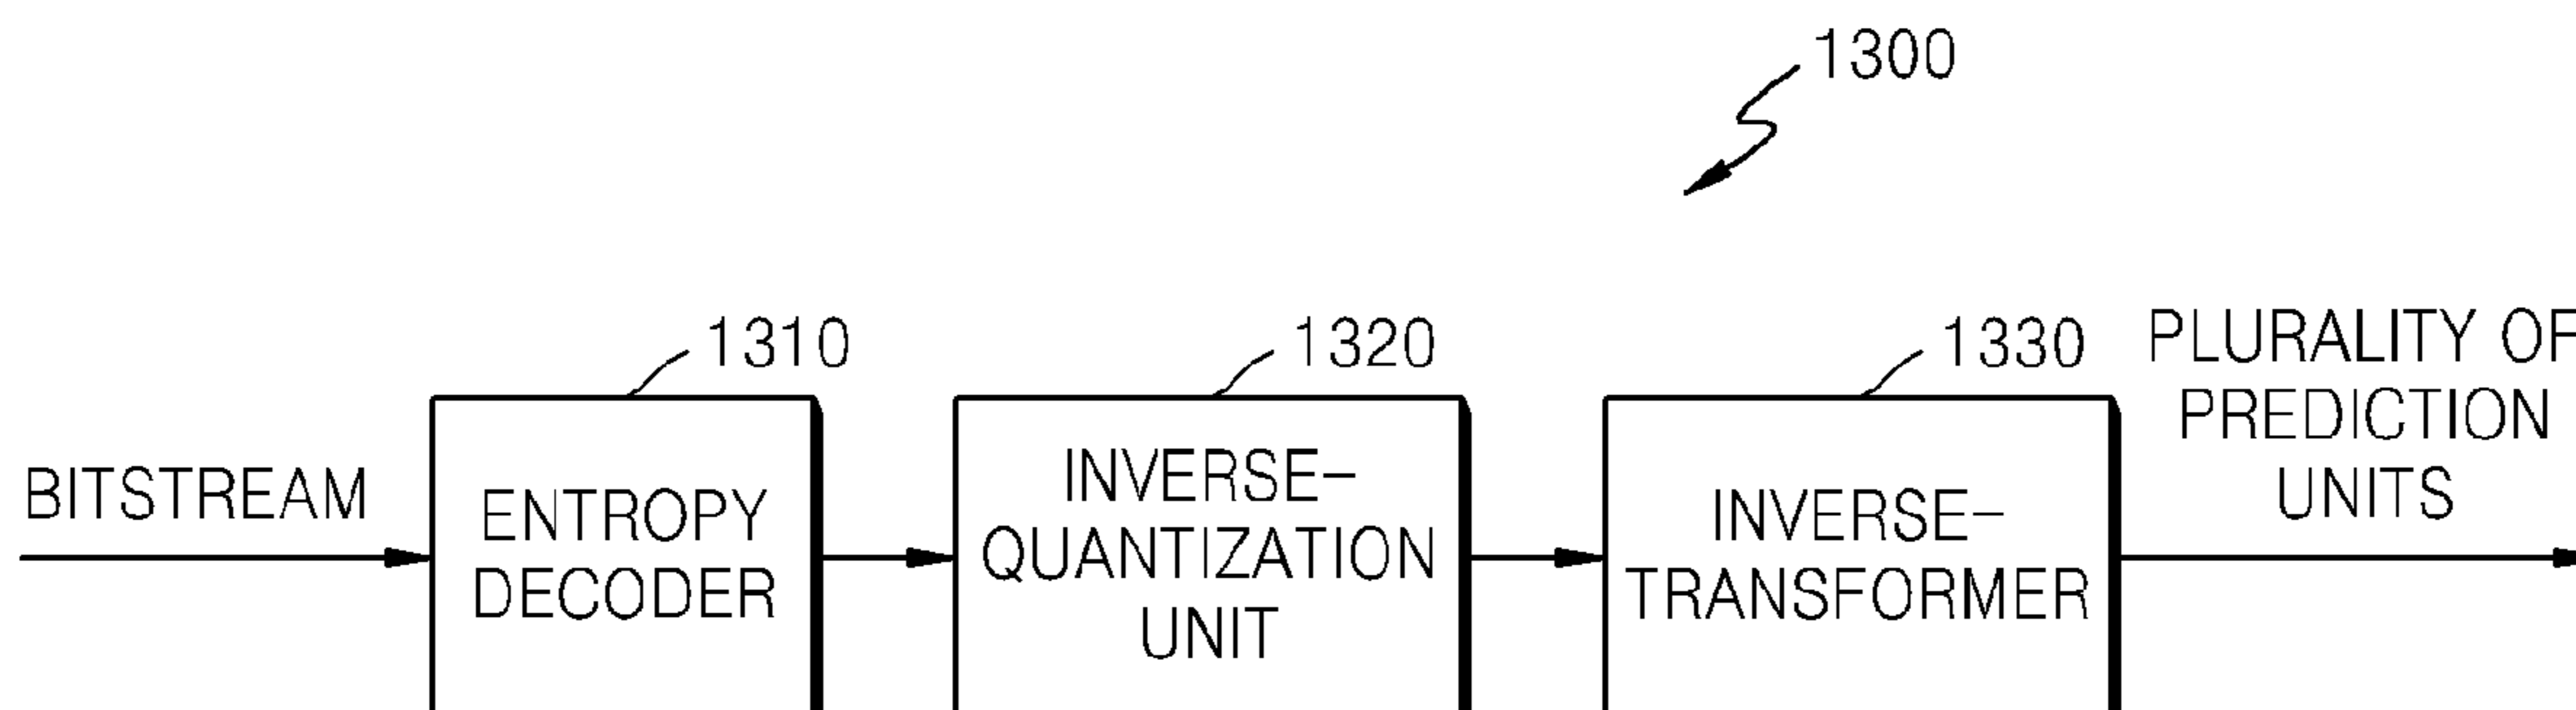 1300
1310
1320
1330
PLURALITY OF
PREDICTION
UNITS
BITSTREAM
ENTROPY
DECODER
INVERSE-
QUANTIZATION
UNIT
INVERSE-
TRANSFORMER